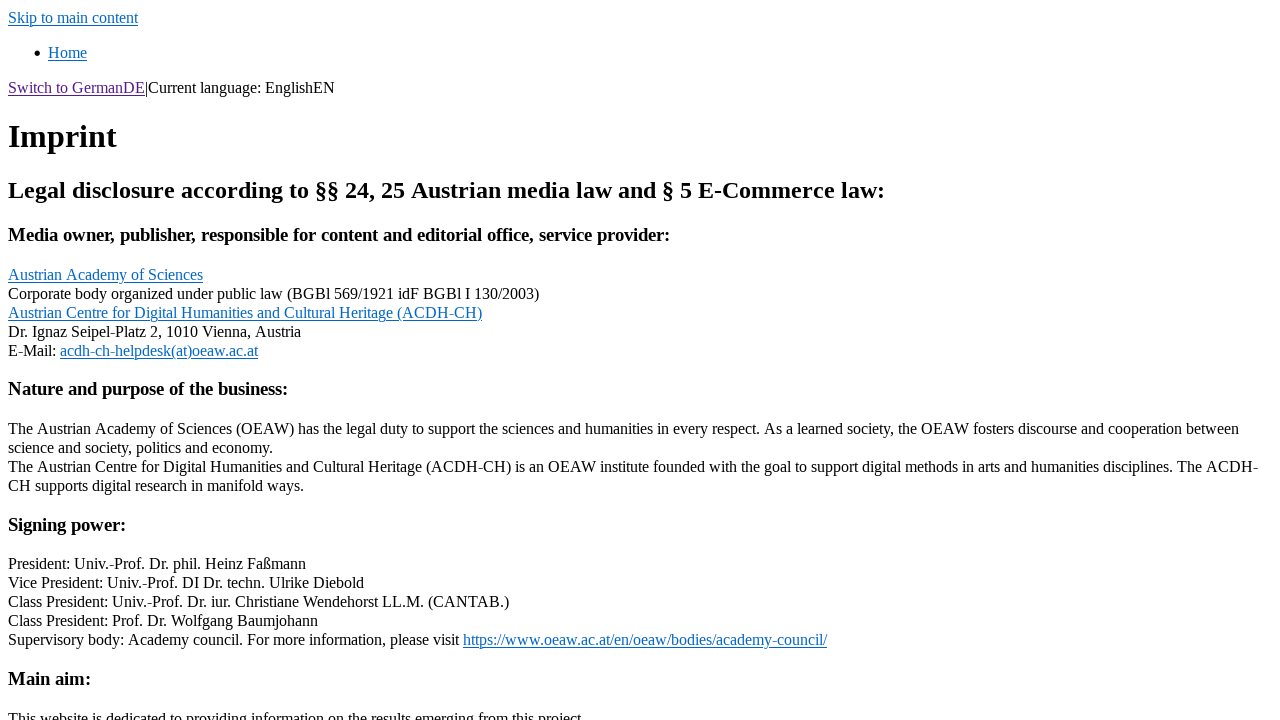 Skip to main content
Home
Switch to GermanDE|Current language: EnglishEN
Imprint
Legal disclosure according to §§ 24, 25 Austrian media law and § 5 E-Commerce law:
Media owner, publisher, responsible for content and editorial office, service provider:
Austrian Academy of Sciences
Corporate body organized under public law (BGBl 569/1921 idF BGBl I 130/2003)
Austrian Centre for Digital Humanities and Cultural Heritage (ACDH-CH)
Dr. Ignaz Seipel-Platz 2, 1010 Vienna, Austria
E-Mail: acdh-ch-helpdesk(at)oeaw.ac.at
Nature and purpose of the business:
The Austrian Academy of Sciences (OEAW) has the legal duty to support the sciences and humanities in every respect. As a learned society, the OEAW fosters discourse and cooperation between
science and society, politics and economy.
The Austrian Centre for Digital Humanities and Cultural Heritage (ACDH-CH) is an OEAW institute founded with the goal to support digital methods in arts and humanities disciplines. The ACDH-
CH supports digital research in manifold ways.
Signing power:
President: Univ.-Prof. Dr. phil. Heinz Faßmann
Vice President: Univ.-Prof. DI Dr. techn. Ulrike Diebold
Class President: Univ.-Prof. Dr. iur. Christiane Wendehorst LL.M. (CANTAB.)
Class President: Prof. Dr. Wolfgang Baumjohann
Supervisory body: Academy council. For more information, please visit https://www.oeaw.ac.at/en/oeaw/bodies/academy-council/
Main aim:
This website is dedicated to providing information on the results emerging from this project.